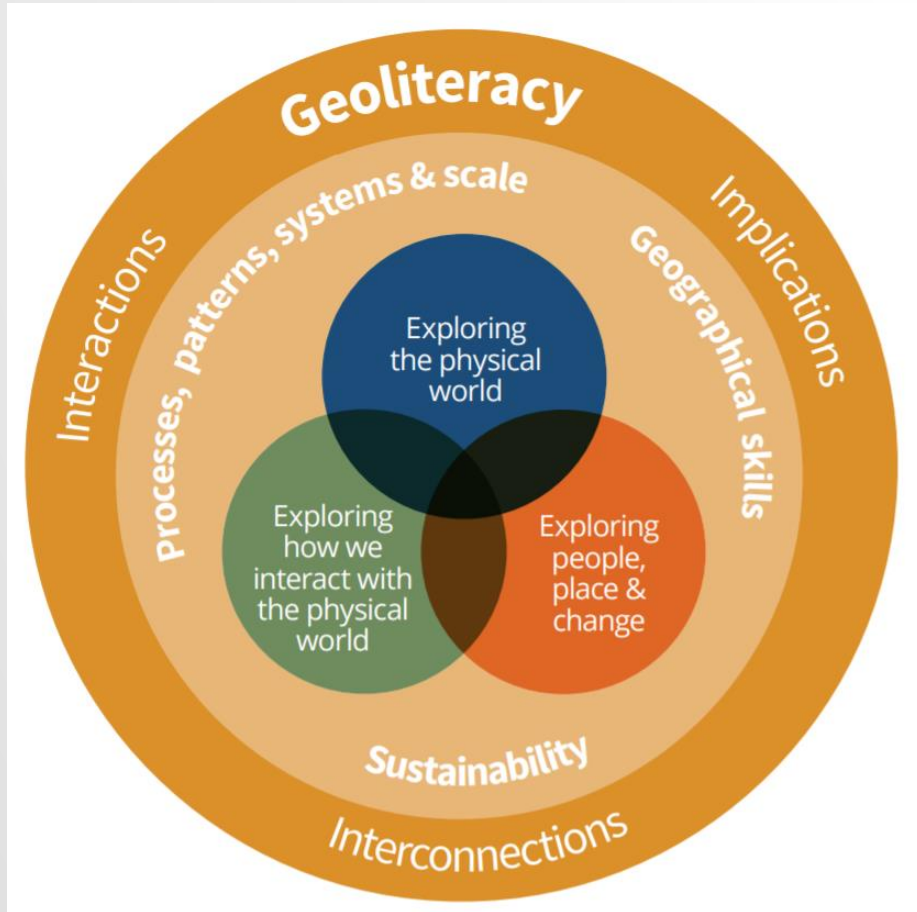 Geoliteracy
Interactions
Implications
Interconnections
Processes, patterns, systems & scale
Geographical skills
Sustainability
Exploring
the physical
world
Exploring
how we
interact with
the physical
world
Exploring
people,
place &
change